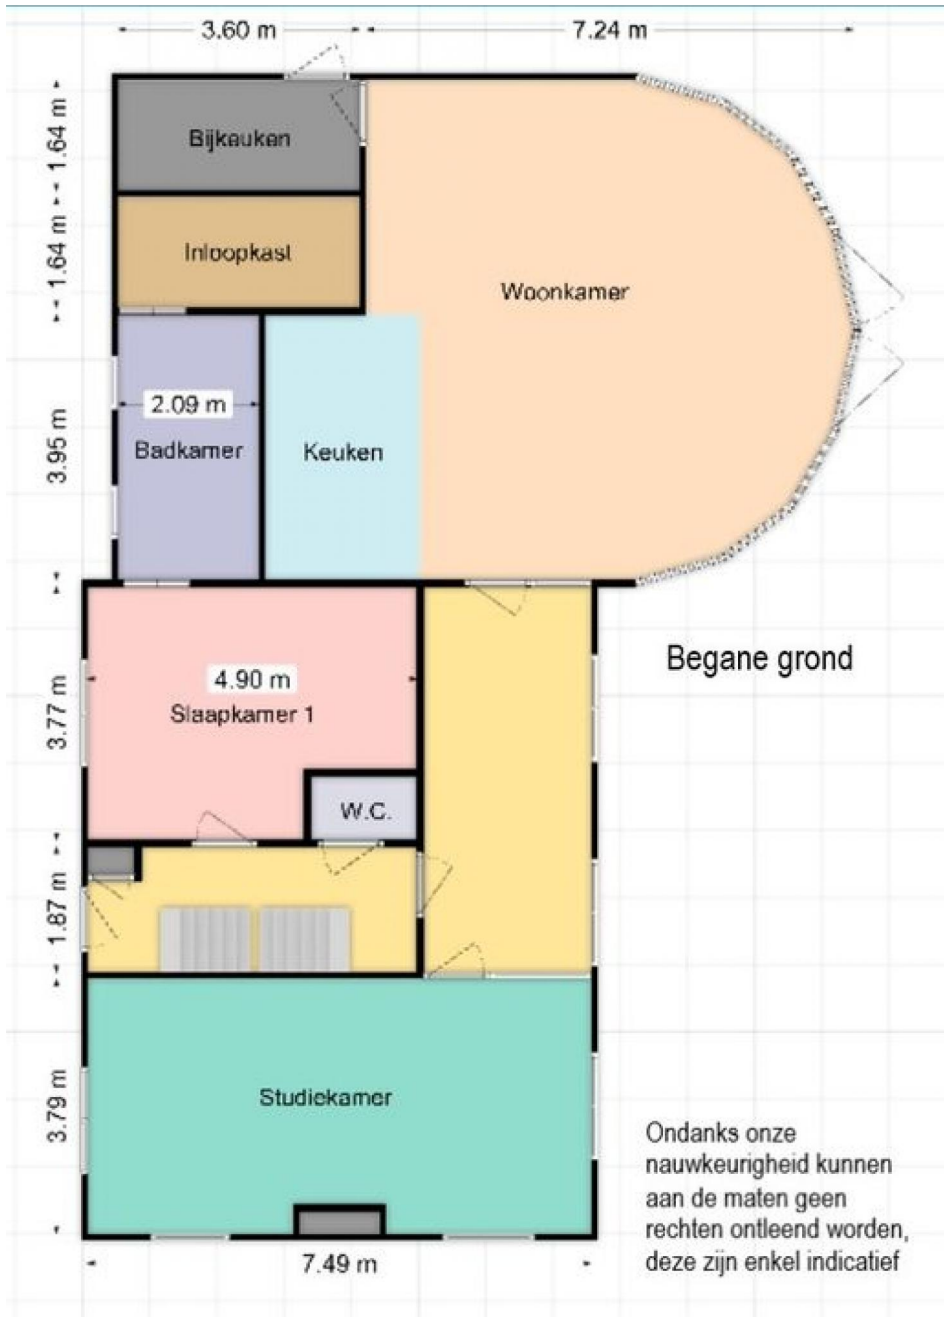 3.60 m
7.24 m
1.64 m
Bijkeuken
1.64 m
Inloopkast
Woonkamer
3.95 m
2.09 m
Badkamer
Keuken
Begane grond
3.77 m
4.90 m
Slaapkamer 1
W.C.
1.87 m
3.79 m
Studiekamer
Ondanks onze
nauwkeurigheid kunnen
aan de maten geen
rechten ontleend worden,
deze zijn enkel indicatief
7.49 m